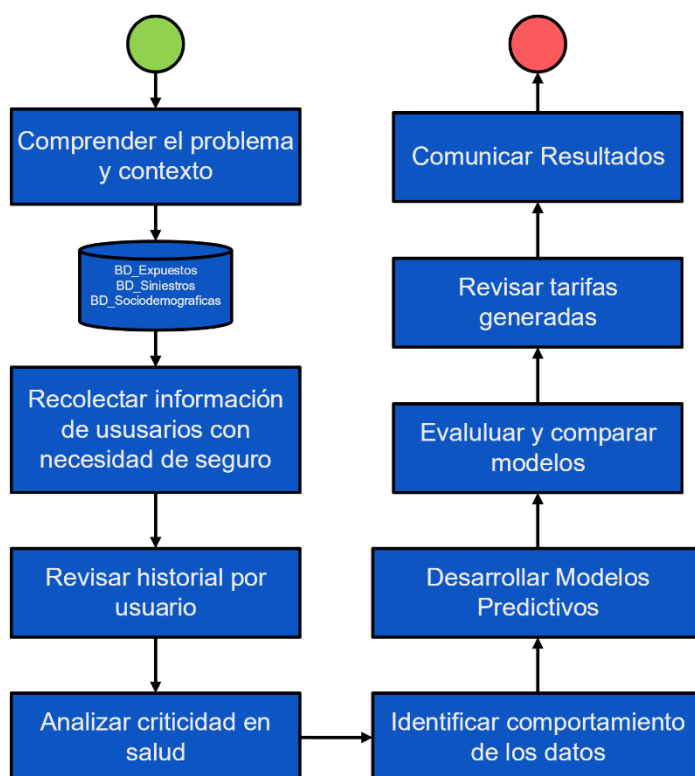 Comprender el problema
y contexto
BD_Expuestos
BD_Siniestros
BD_Sociodemograficas
Recolectar información
de ususarios con
necesidad de seguro
Revisar historial por
usuario
Analizar criticidad en
salud
Identificar comportamiento
de los datos
Desarrollar Modelos
Predictivos
Evaluluar y comparar
modelos
Revisar tarifas
generadas
Comunicar Resultados